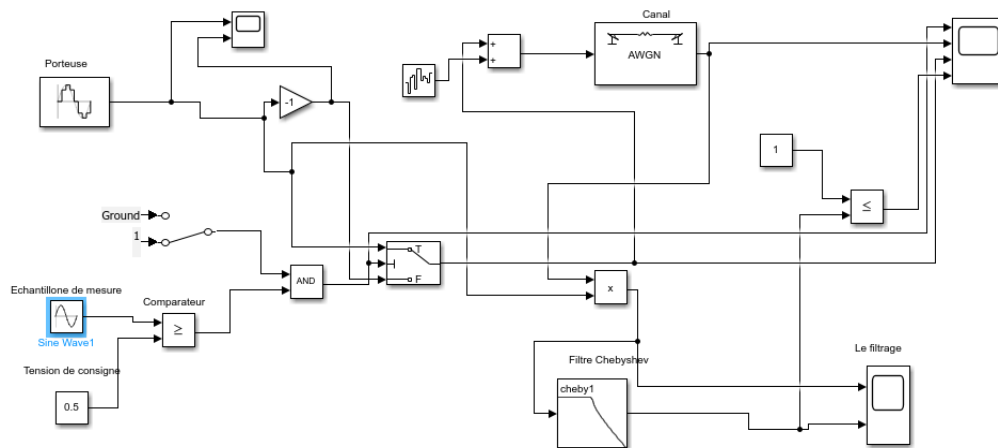 Canal
+
+
AWGN
Porteuse
-1
1
≤
Ground
1
T
F
AND
x
Echantillone de mesure
Comparateur
≥
Sine Wave1
Tension de consigne
0.5
Filtre Chebyshev
cheby1
Le filtrage